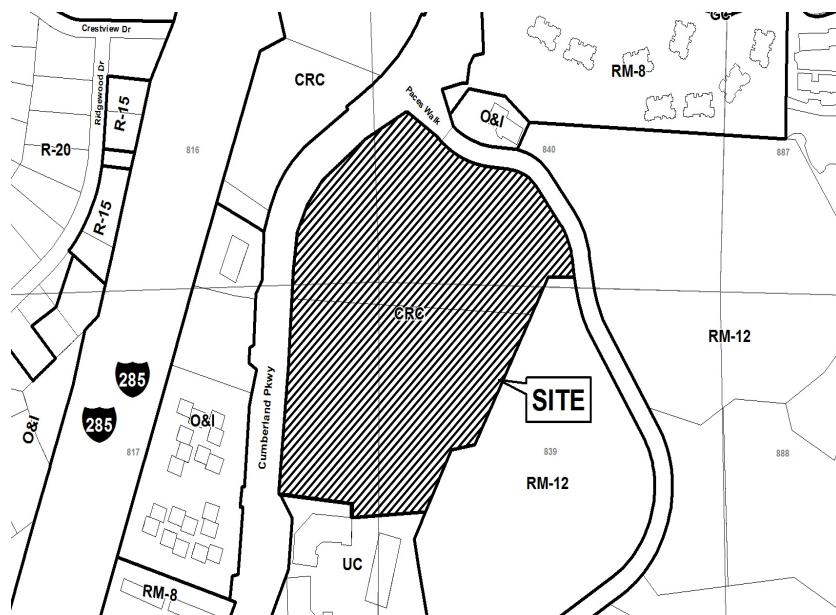 Crestview Dr
GC
CRC
RM-8
Ridgewood Dr
R-15
Paces Walk
O&I
R-20
816
840
887
R-15
CRC
RM-12
285
Cumberland Pkwy
SITE
O&I
285
O&I
817
839
888
RM-12
UC
RM-8